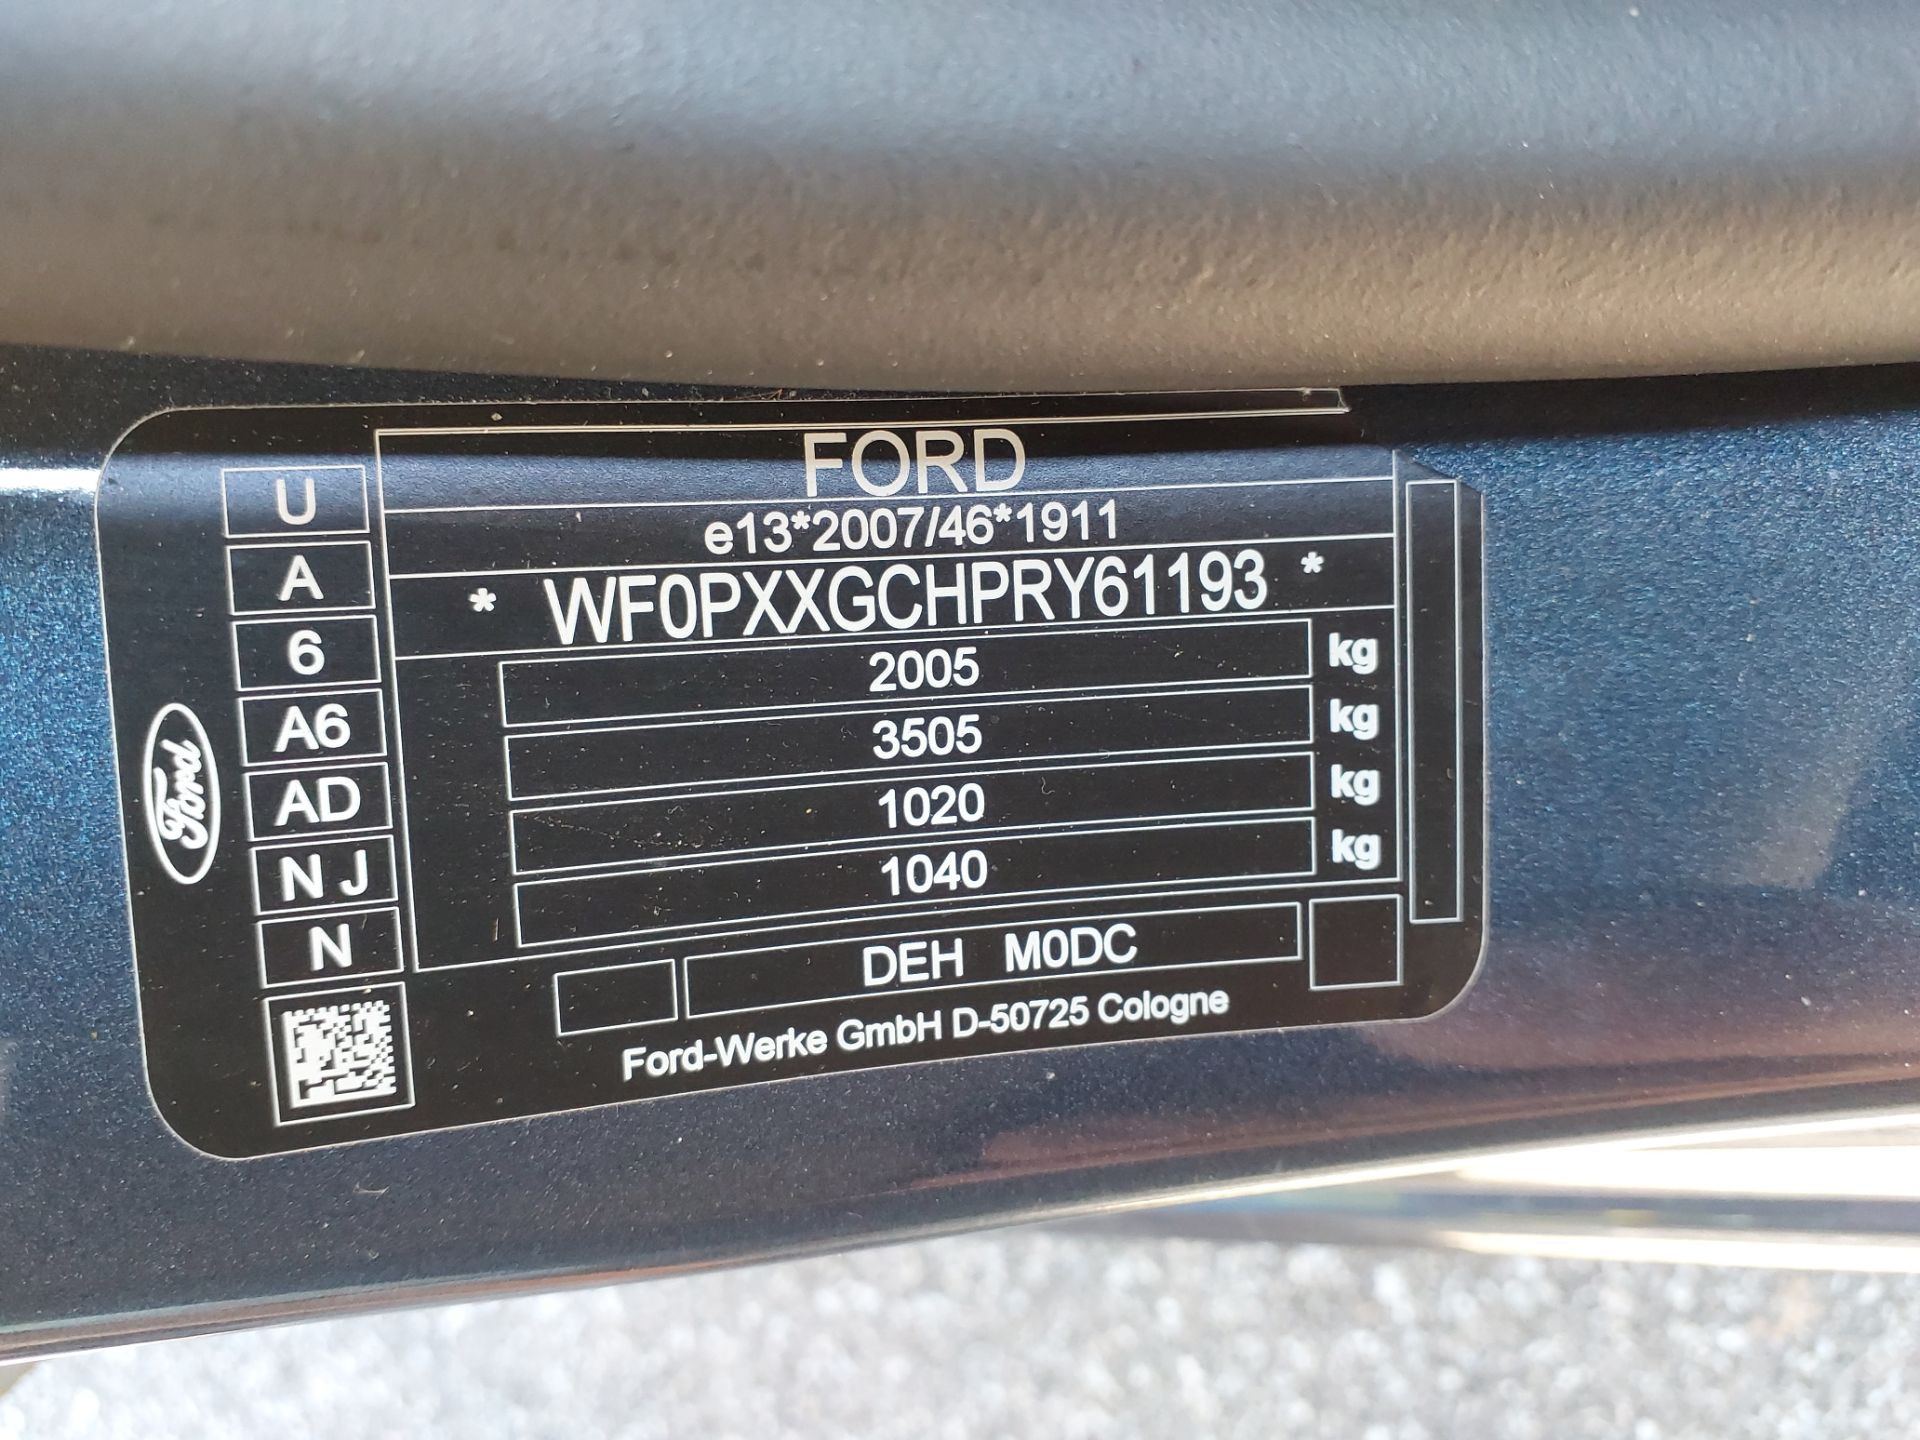 FORD
e13*2007/46*1911
* WF0PXXGCHPRY61193 *
2005 kg
3505 kg
1020 kg
1040 kg
DEH M0DC
Ford-Werke GmbH D-50725 Cologne
U
A
6
A6
AD
N J
N
Ford